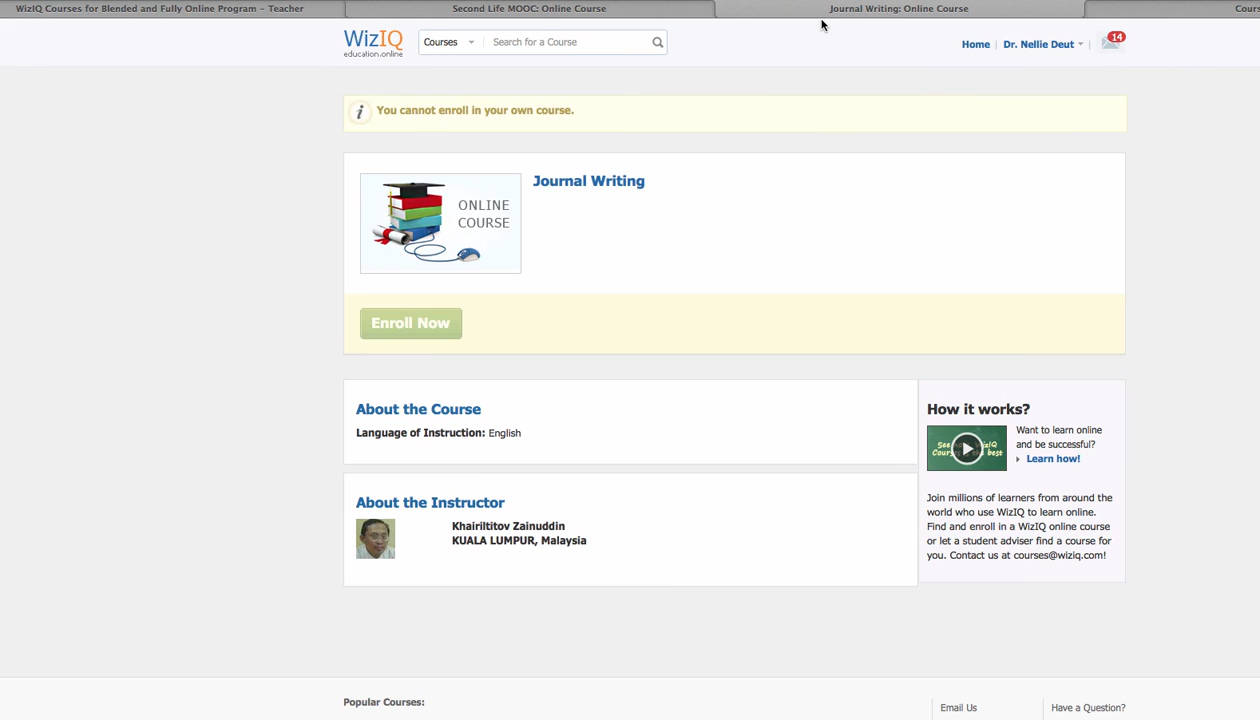 WizIQ Courses for Blended and Fully Online Program – Teacher
Second Life MOOC: Online Course
Journal Writing: Online Course
Cours
WizIQ
education.online
Courses
Search for a Course
Home
Dr. Nellie Deut
14
You cannot enroll in your own course.
ONLINE
COURSE
Journal Writing
Enroll Now
About the Course
Language of Instruction: English
About the Instructor
Khairiltitov Zainuddin
KUALA LUMPUR, Malaysia
How it works?
Want to learn online
and be successful?
Learn how!
Join millions of learners from around the
world who use WizIQ to learn online.
Find and enroll in a WizIQ online course
or let a student adviser find a course for
you. Contact us at courses@wiziq.com!
Popular Courses:
Email Us
Have a Question?